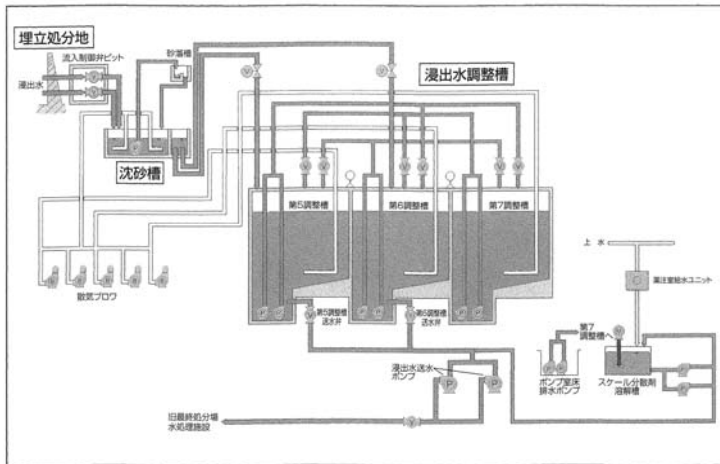 埋立処分地
流入制御弁ピット
浸出水
砂溜槽
沈砂槽
浸出水調整槽
第5調整槽
第6調整槽
第7調整槽
散気ブロワ
第5調整槽
送水弁
第6調整槽
送水弁
上水
薬注室給水ユニット
第7
調整槽へ
ポンプ室床
排水ポンプ
スケール分散剤
溶解槽
浸出水送水
ポンプ
旧最終処分場
水処理施設